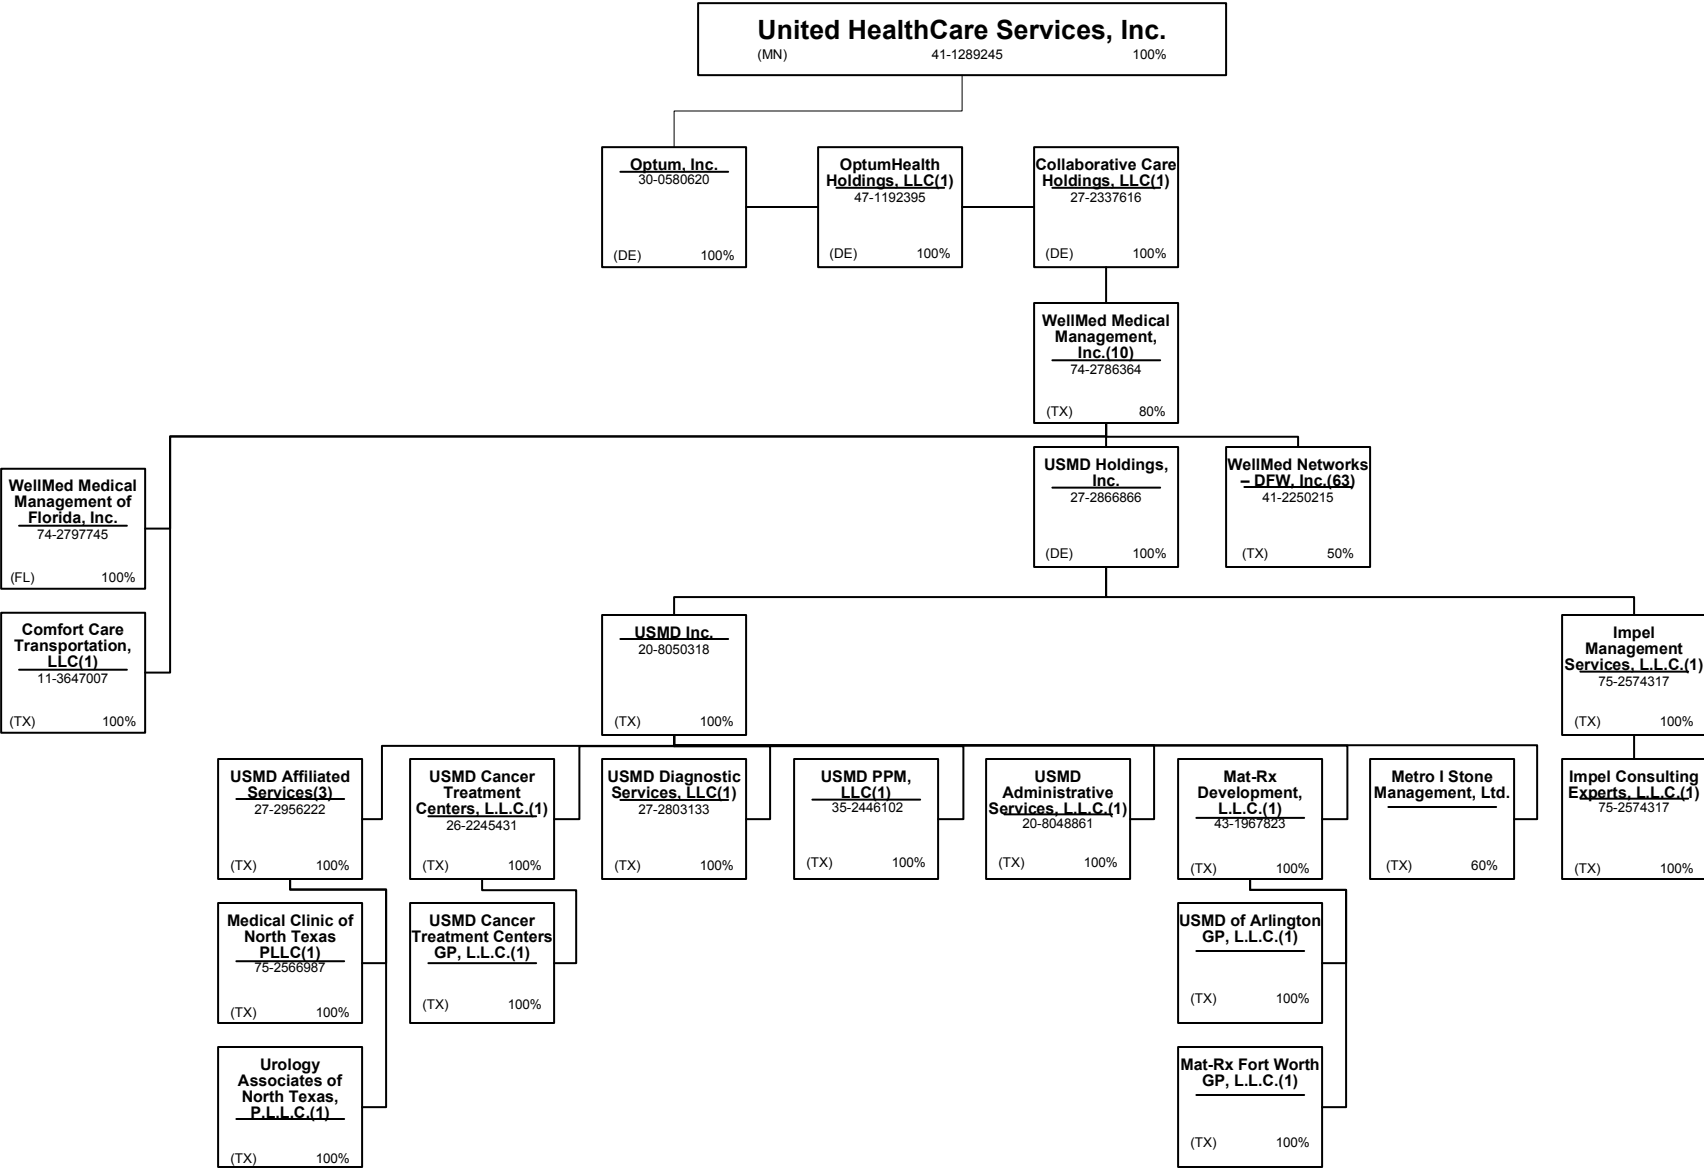 United HealthCare Services, Inc.
(MN) 41-1289245 100%
Optum, Inc.
30-0580620
(DE) 100%
OptumHealth
Holdings, LLC(1)
47-1192395
(DE) 100%
Collaborative Care
Holdings, LLC(1)
27-2337616
(DE) 100%
WellMed Medical
Management,
Inc.(10)
74-2786364
(TX) 80%
WellMed Medical
Management of
Florida, Inc.
74-2797745
(FL) 100%
USMD Holdings,
Inc.
27-2866866
(DE) 100%
WellMed Networks
– DFW, Inc.(63)
41-2250215
(TX) 50%
Comfort Care
Transportation,
LLC(1)
11-3647007
(TX) 100%
USMD Inc.
20-8050318
(TX) 100%
Impel
Management
Services, L.L.C.(1)
75-2574317
(TX) 100%
USMD Affiliated
Services(3)
27-2956222
(TX) 100%
USMD Cancer
Treatment
Centers, L.L.C.(1)
26-2245431
(TX) 100%
USMD Diagnostic
Services, LLC(1)
27-2803133
(TX) 100%
USMD PPM,
LLC(1)
35-2446102
(TX) 100%
USMD
Administrative
Services, L.L.C.(1)
20-8048861
(TX) 100%
Mat-Rx
Development,
L.L.C.(1)
43-1967823
(TX) 100%
Metro I Stone
Management, Ltd.
(TX) 60%
Impel Consulting
Experts, L.L.C.(1)
75-2574317
(TX) 100%
Medical Clinic of
North Texas
PLLC(1)
75-2566987
(TX) 100%
USMD Cancer
Treatment Centers
GP, L.L.C.(1)
(TX) 100%
USMD of Arlington
GP, L.L.C.(1)
(TX) 100%
Urology
Associates of
North Texas,
P.L.L.C.(1)
(TX) 100%
Mat-Rx Fort Worth
GP, L.L.C.(1)
(TX) 100%